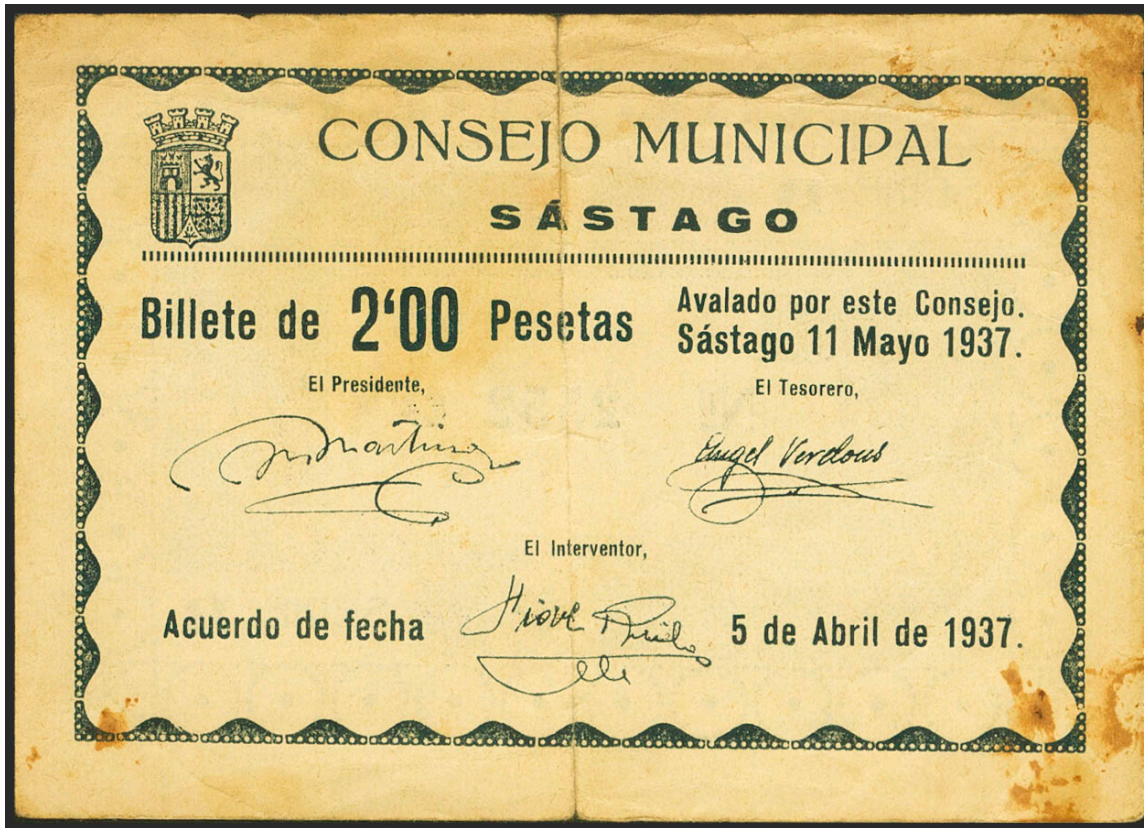 CONSEJO MUNICIPAL
SÁSTAGO
Billete de 2'00 Pesetas
Avalado por este Consejo.
Sástago 11 Mayo 1937.
El Presidente,
El Tesorero,
Angel Verdous
El Interventor,
Acuerdo de fecha 5 de Abril de 1937.